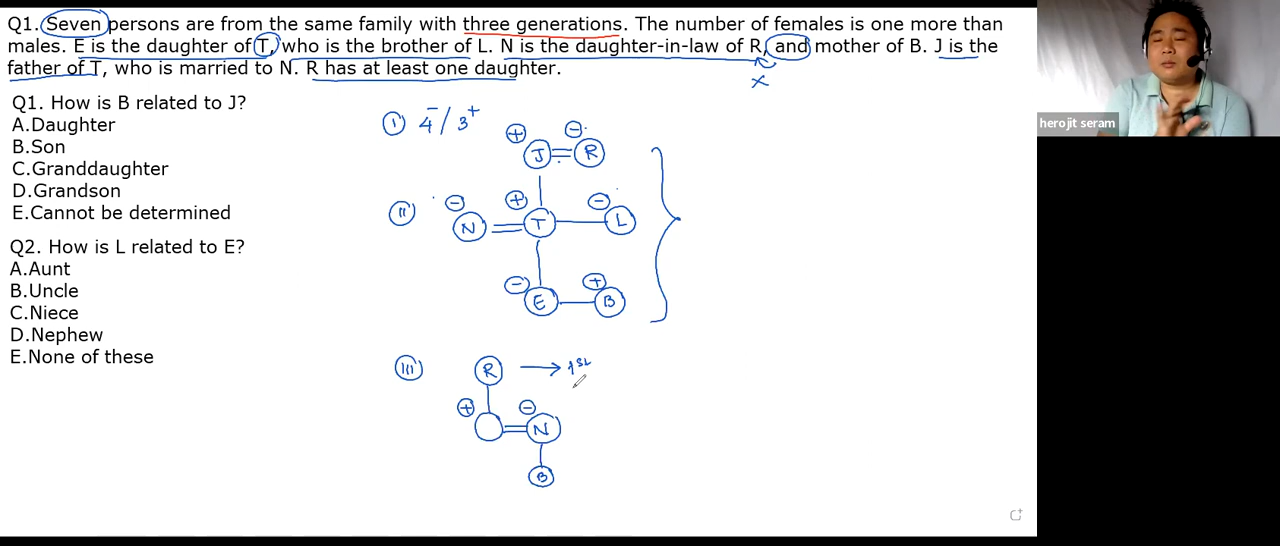 Q1. Seven persons are from the same family with three generations. The number of females is one more than
males. E is the daughter of T, who is the brother of L. N is the daughter-in-law of R, and mother of B. J is the
father of T, who is married to N. R has at least one daughter.
x
Q1. How is B related to J?
A.Daughter
B.Son
C.Granddaughter
D.Grandson
E.Cannot be determined
Q2. How is L related to E?
A.Aunt
B.Uncle
C.Niece
D.Nephew
E.None of these
I 4- / 3+
+ -
J = R
II - + -
N = T — L
- +
E — B
III R → 1st
+ -
= N
B
herojit seram